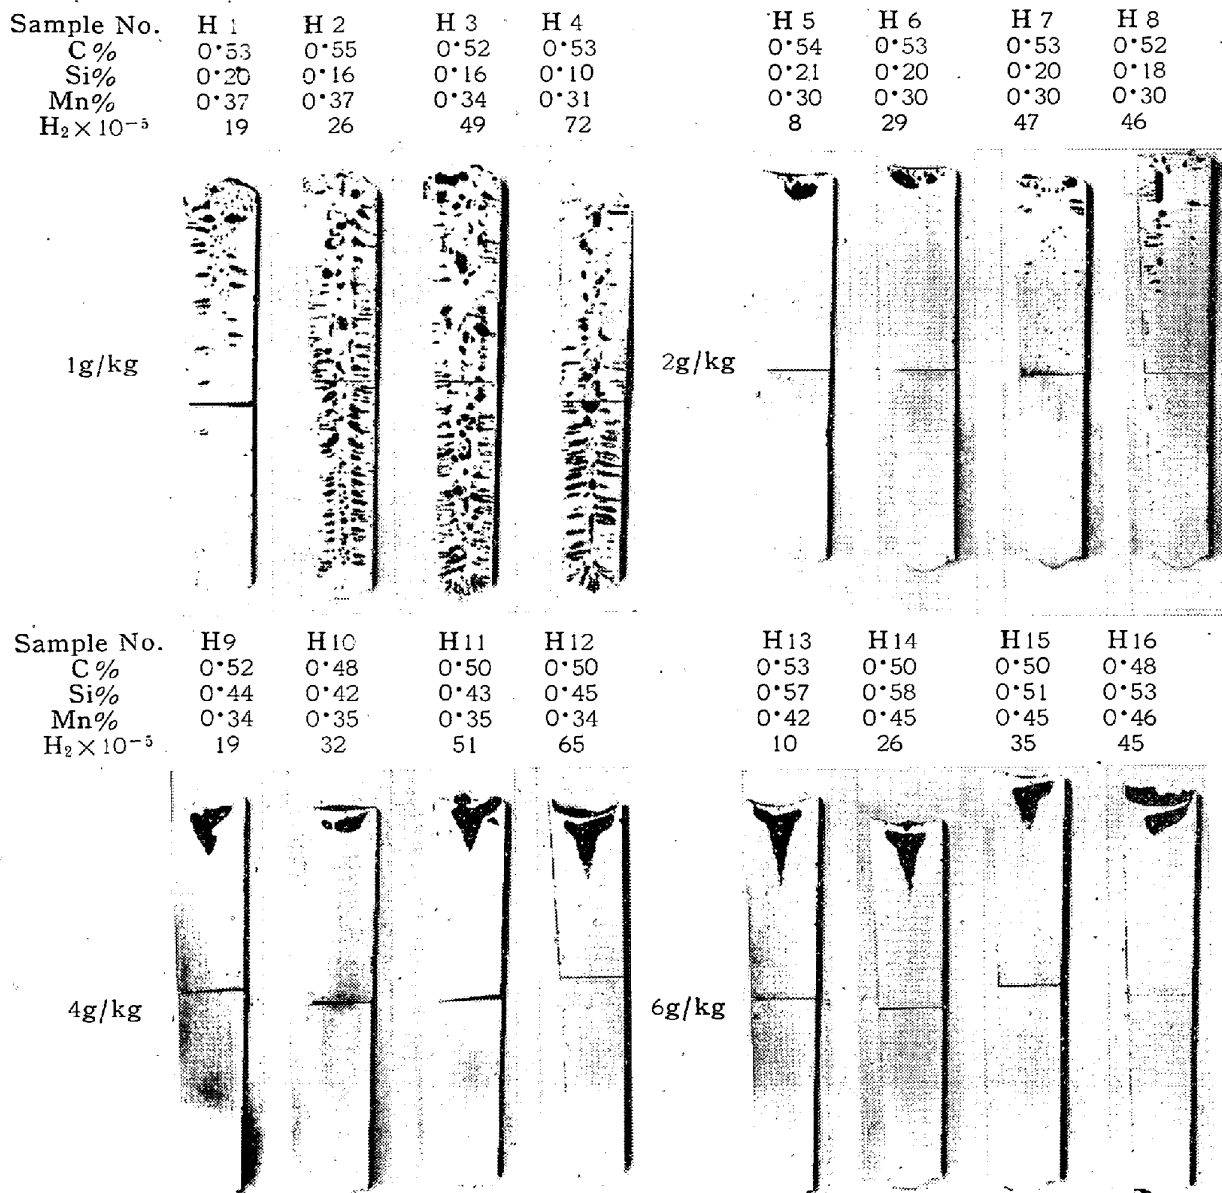 Sample No. H 1 H 2 H 3 H 4 H 5 H 6 H 7 H 8
C % 0·53 0·55 0·52 0·53 0·54 0·53 0·53 0·52
Si% 0·20 0·16 0·16 0·10 0·21 0·20 0·20 0·18
Mn% 0·37 0·37 0·34 0·31 0·30 0·30 0·30 0·30
H₂×10⁻⁵ 19 26 49 72 8 29 47 46
1g/kg 2g/kg
Sample No. H9 H10 H11 H12 H13 H14 H15 H16
C % 0·52 0·48 0·50 0·50 0·53 0·50 0·50 0·48
Si% 0·44 0·42 0·43 0·45 0·57 0·58 0·51 0·53
Mn% 0·34 0·35 0·35 0·34 0·42 0·45 0·45 0·46
H₂×10⁻⁵ 19 32 51 65 10 26 35 45
4g/kg 6g/kg